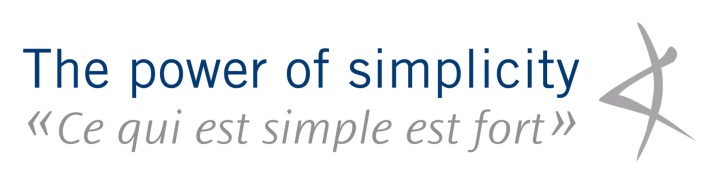 The power of simplicity
«Ce qui est simple est fort»